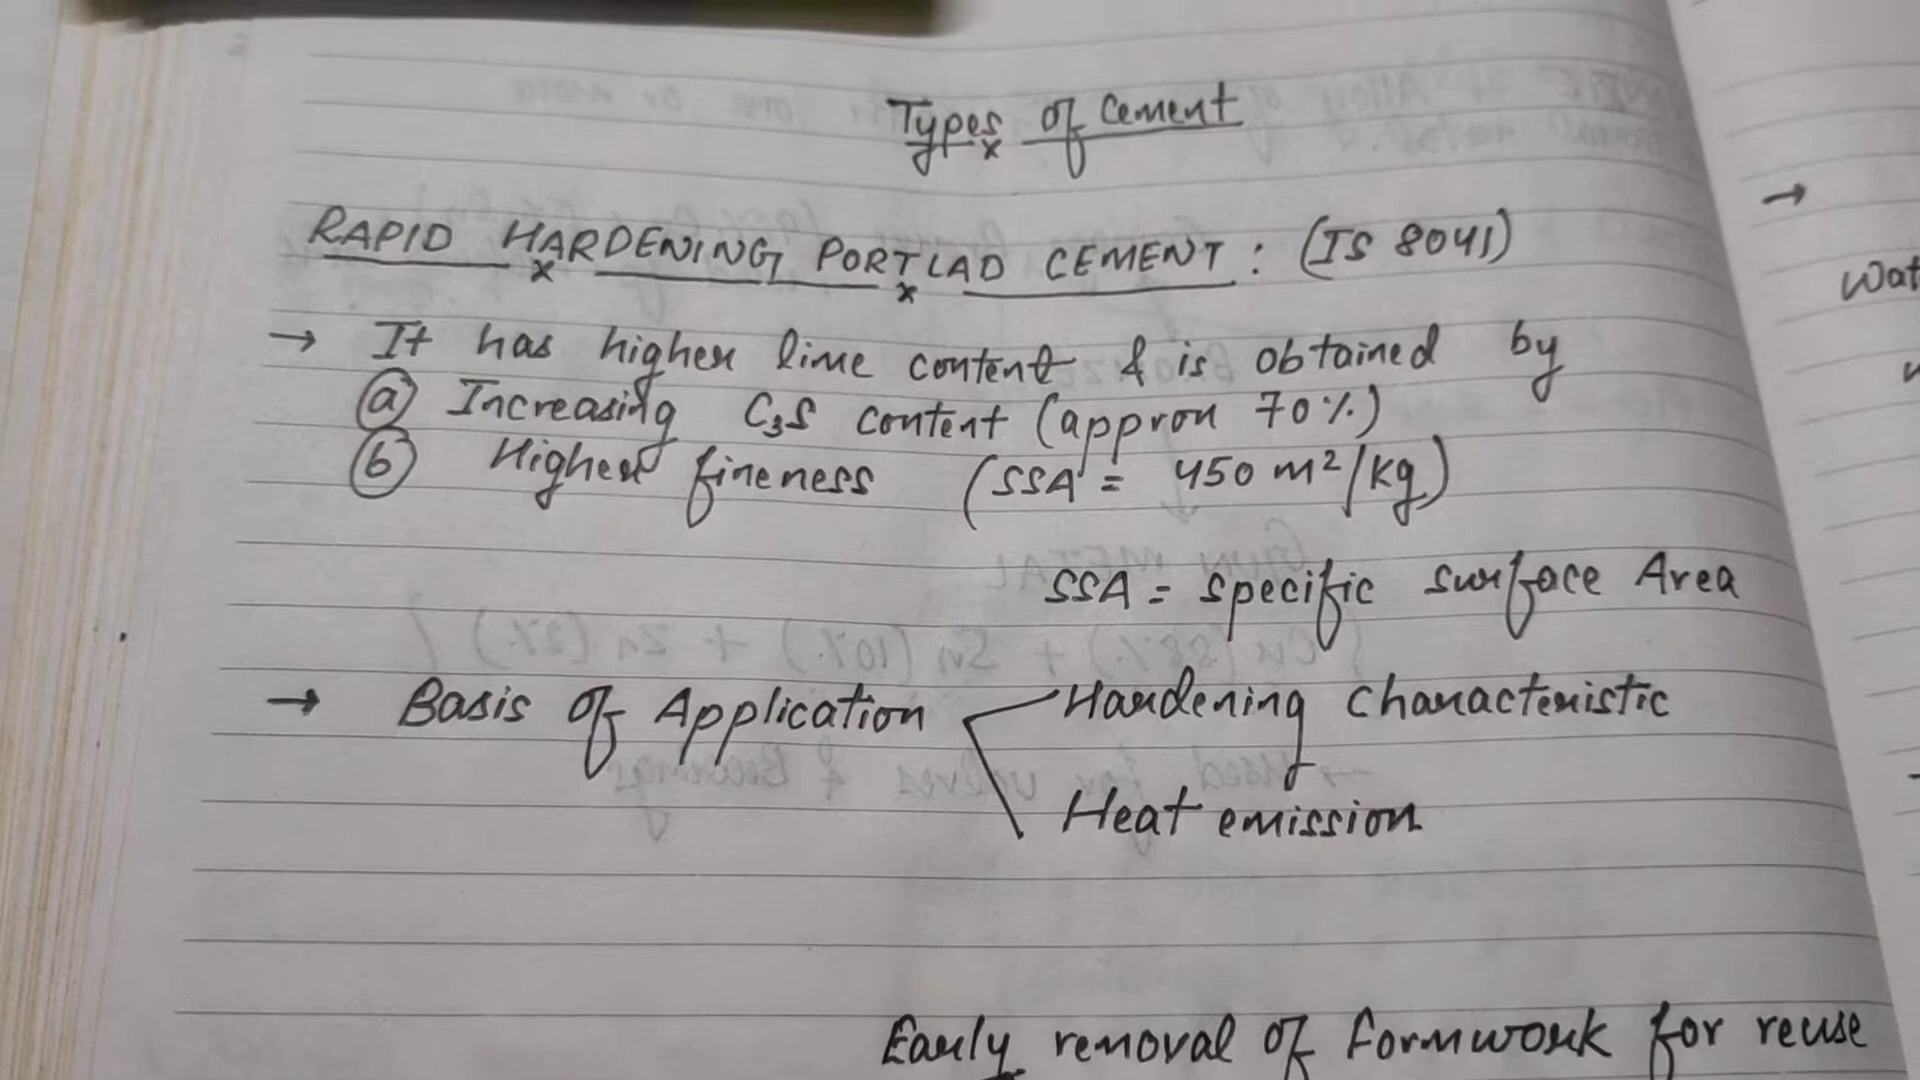 Types of Cement
RAPID HARDENING PORTLAD CEMENT : (IS 8041)
→ It has higher lime content & is obtained by
(a) Increasing C₃S content (appron 70%)
(b) Higher fineness (SSA = 450 m²/kg)
SSA = Specific surface Area
→ Basis of Application
Hardening Characteristic
Heat emission
Early removal of formwork for reuse
→
Wat